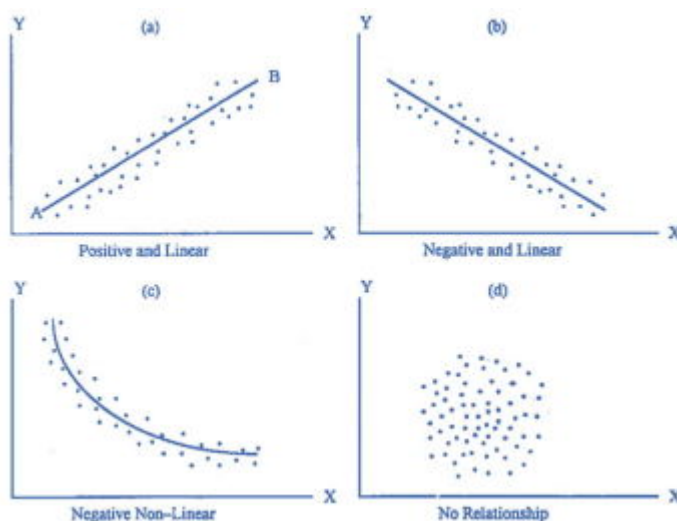 Y (a)
B
A
X
Positive and Linear
Y (b)
X
Negative and Linear
Y (c)
X
Negative Non-Linear
Y (d)
X
No Relationship